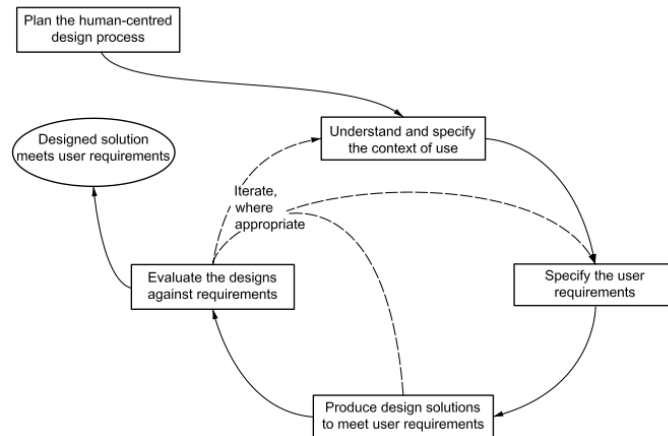 Plan the human-centred
design process
Understand and specify
the context of use
Designed solution
meets user requirements
Iterate,
where
appropriate
Evaluate the designs
against requirements
Specify the user
requirements
Produce design solutions
to meet user requirements